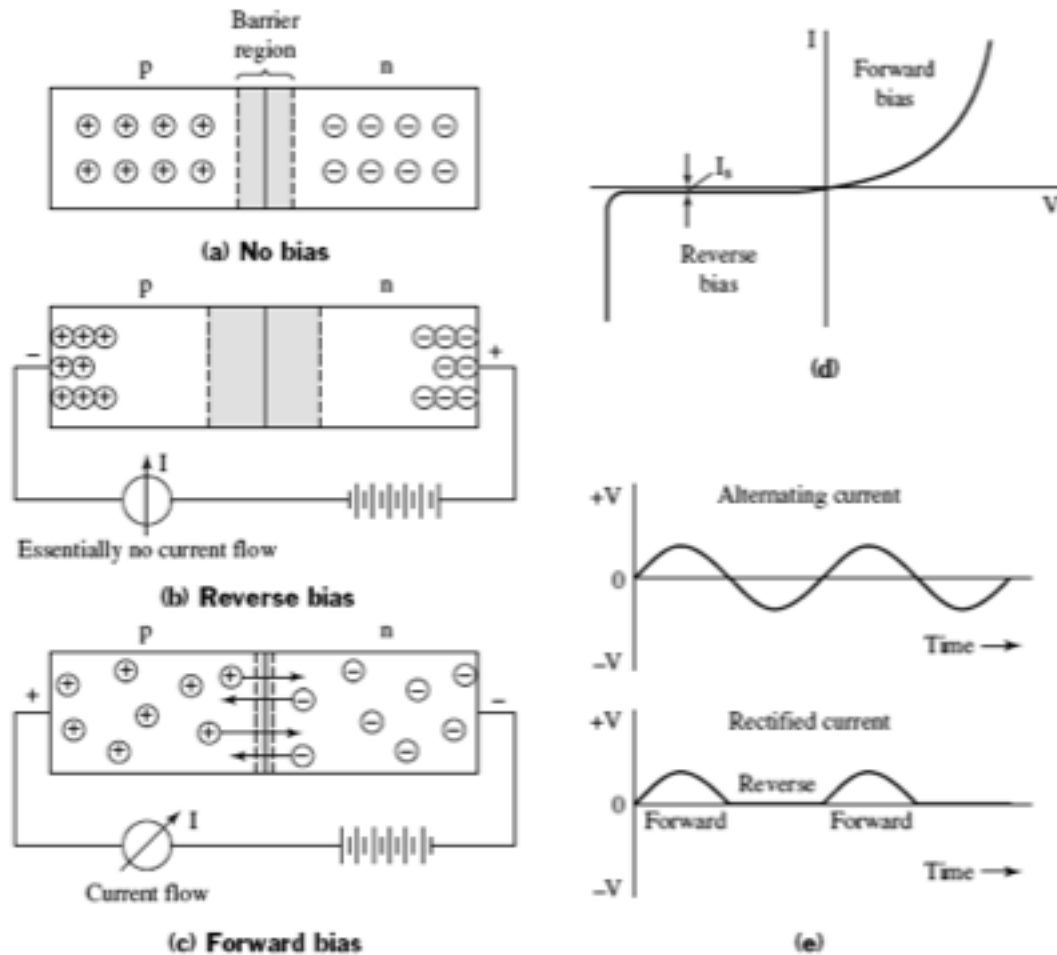 Barrier
region
p
n
(a) No bias
p
n
–
+
I
Essentially no current flow
(b) Reverse bias
p
n
+
–
I
Current flow
(c) Forward bias
I
Forward
bias
Is
V
Reverse
bias
(d)
+V
Alternating current
0
Time
–V
+V
Rectified current
Reverse
0
Forward
Forward
Time
–V
(e)